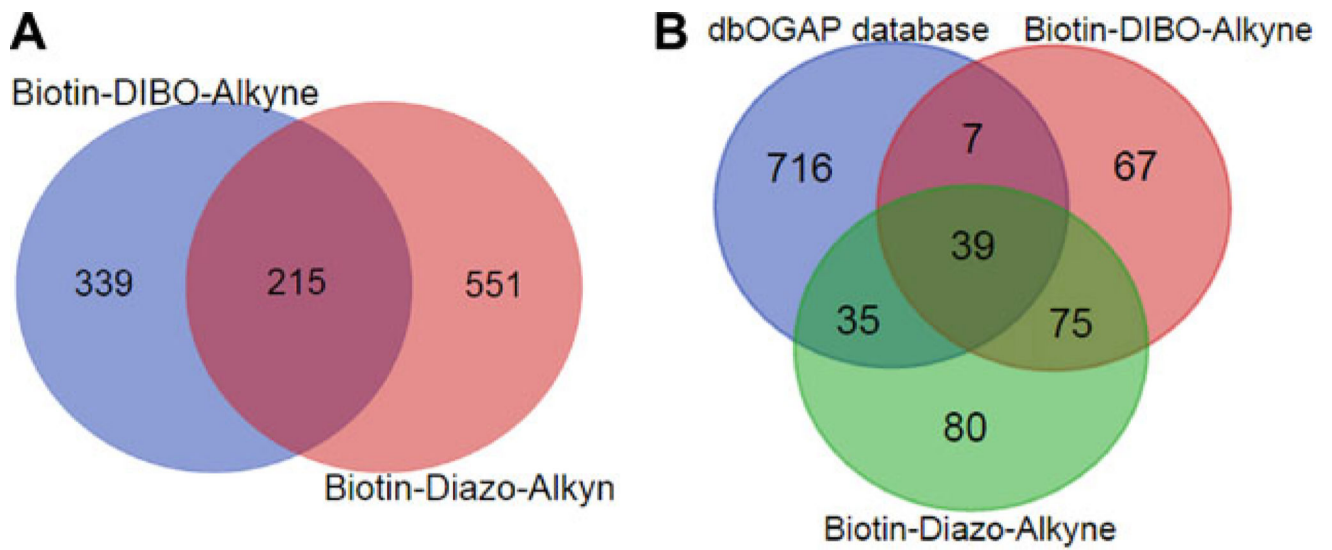 A
Biotin-DIBO-Alkyne
339
215
551
Biotin-Diazo-Alkyn
B
dbOGAP database
Biotin-DIBO-Alkyne
716
7
67
39
35
75
80
Biotin-Diazo-Alkyne